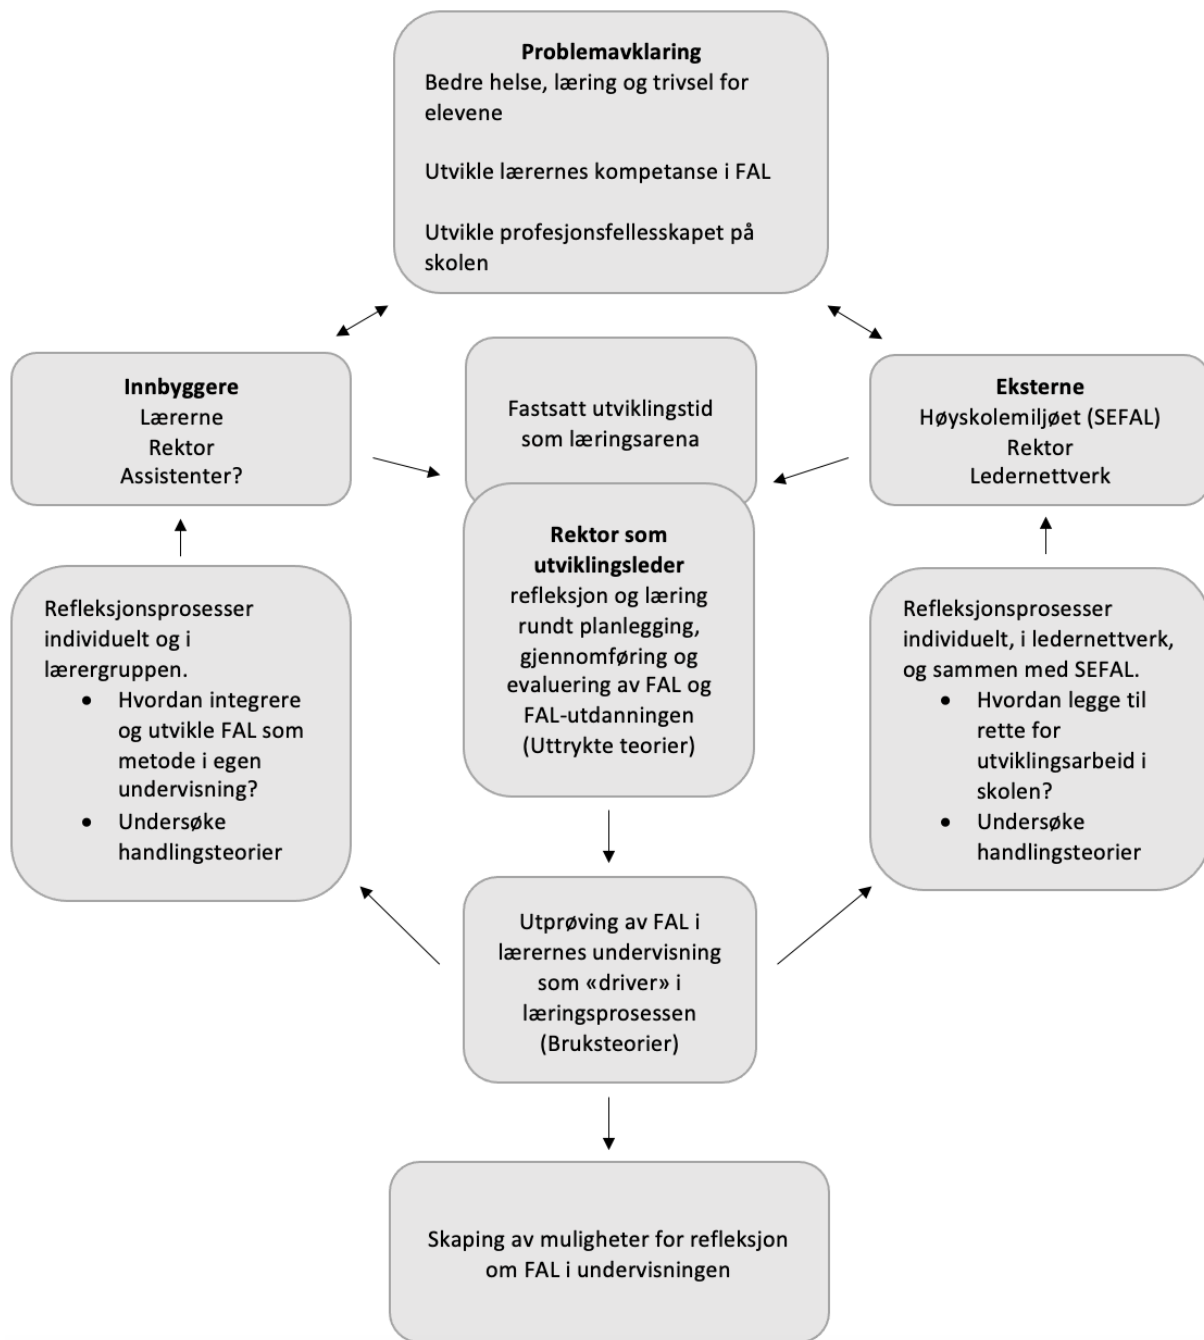 Problemavklaring
Bedre helse, læring og trivsel for
elevene
Utvikle lærernes kompetanse i FAL
Utvikle profesjonsfellesskapet på
skolen
Innbyggere
Lærerne
Rektor
Assistenter?
Fastsatt utviklingstid
som læringsarena
Eksterne
Høyskolemiljøet (SEFAL)
Rektor
Ledernettverk
Refleksjonsprosesser
individuelt og i
lærergruppen.
• Hvordan integrere
og utvikle FAL som
metode i egen
undervisning?
• Undersøke
handlingsteorier
Rektor som
utviklingsleder
refleksjon og læring
rundt planlegging,
gjennomføring og
evaluering av FAL og
FAL-utdanningen
(Uttrykte teorier)
Refleksjonsprosesser
individuelt, i ledernettverk,
og sammen med SEFAL.
• Hvordan legge til
rette for
utviklingsarbeid i
skolen?
• Undersøke
handlingsteorier
Utprøving av FAL i
lærernes undervisning
som «driver» i
læringsprosessen
(Bruksteorier)
Skaping av muligheter for refleksjon
om FAL i undervisningen